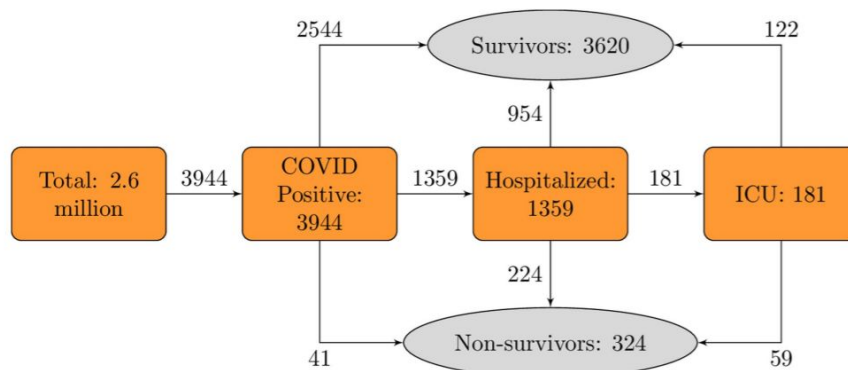 2544
Survivors: 3620
122
954
Total: 2.6
million
3944
COVID
Positive:
3944
1359
Hospitalized:
1359
181
ICU: 181
224
Non-survivors: 324
41
59